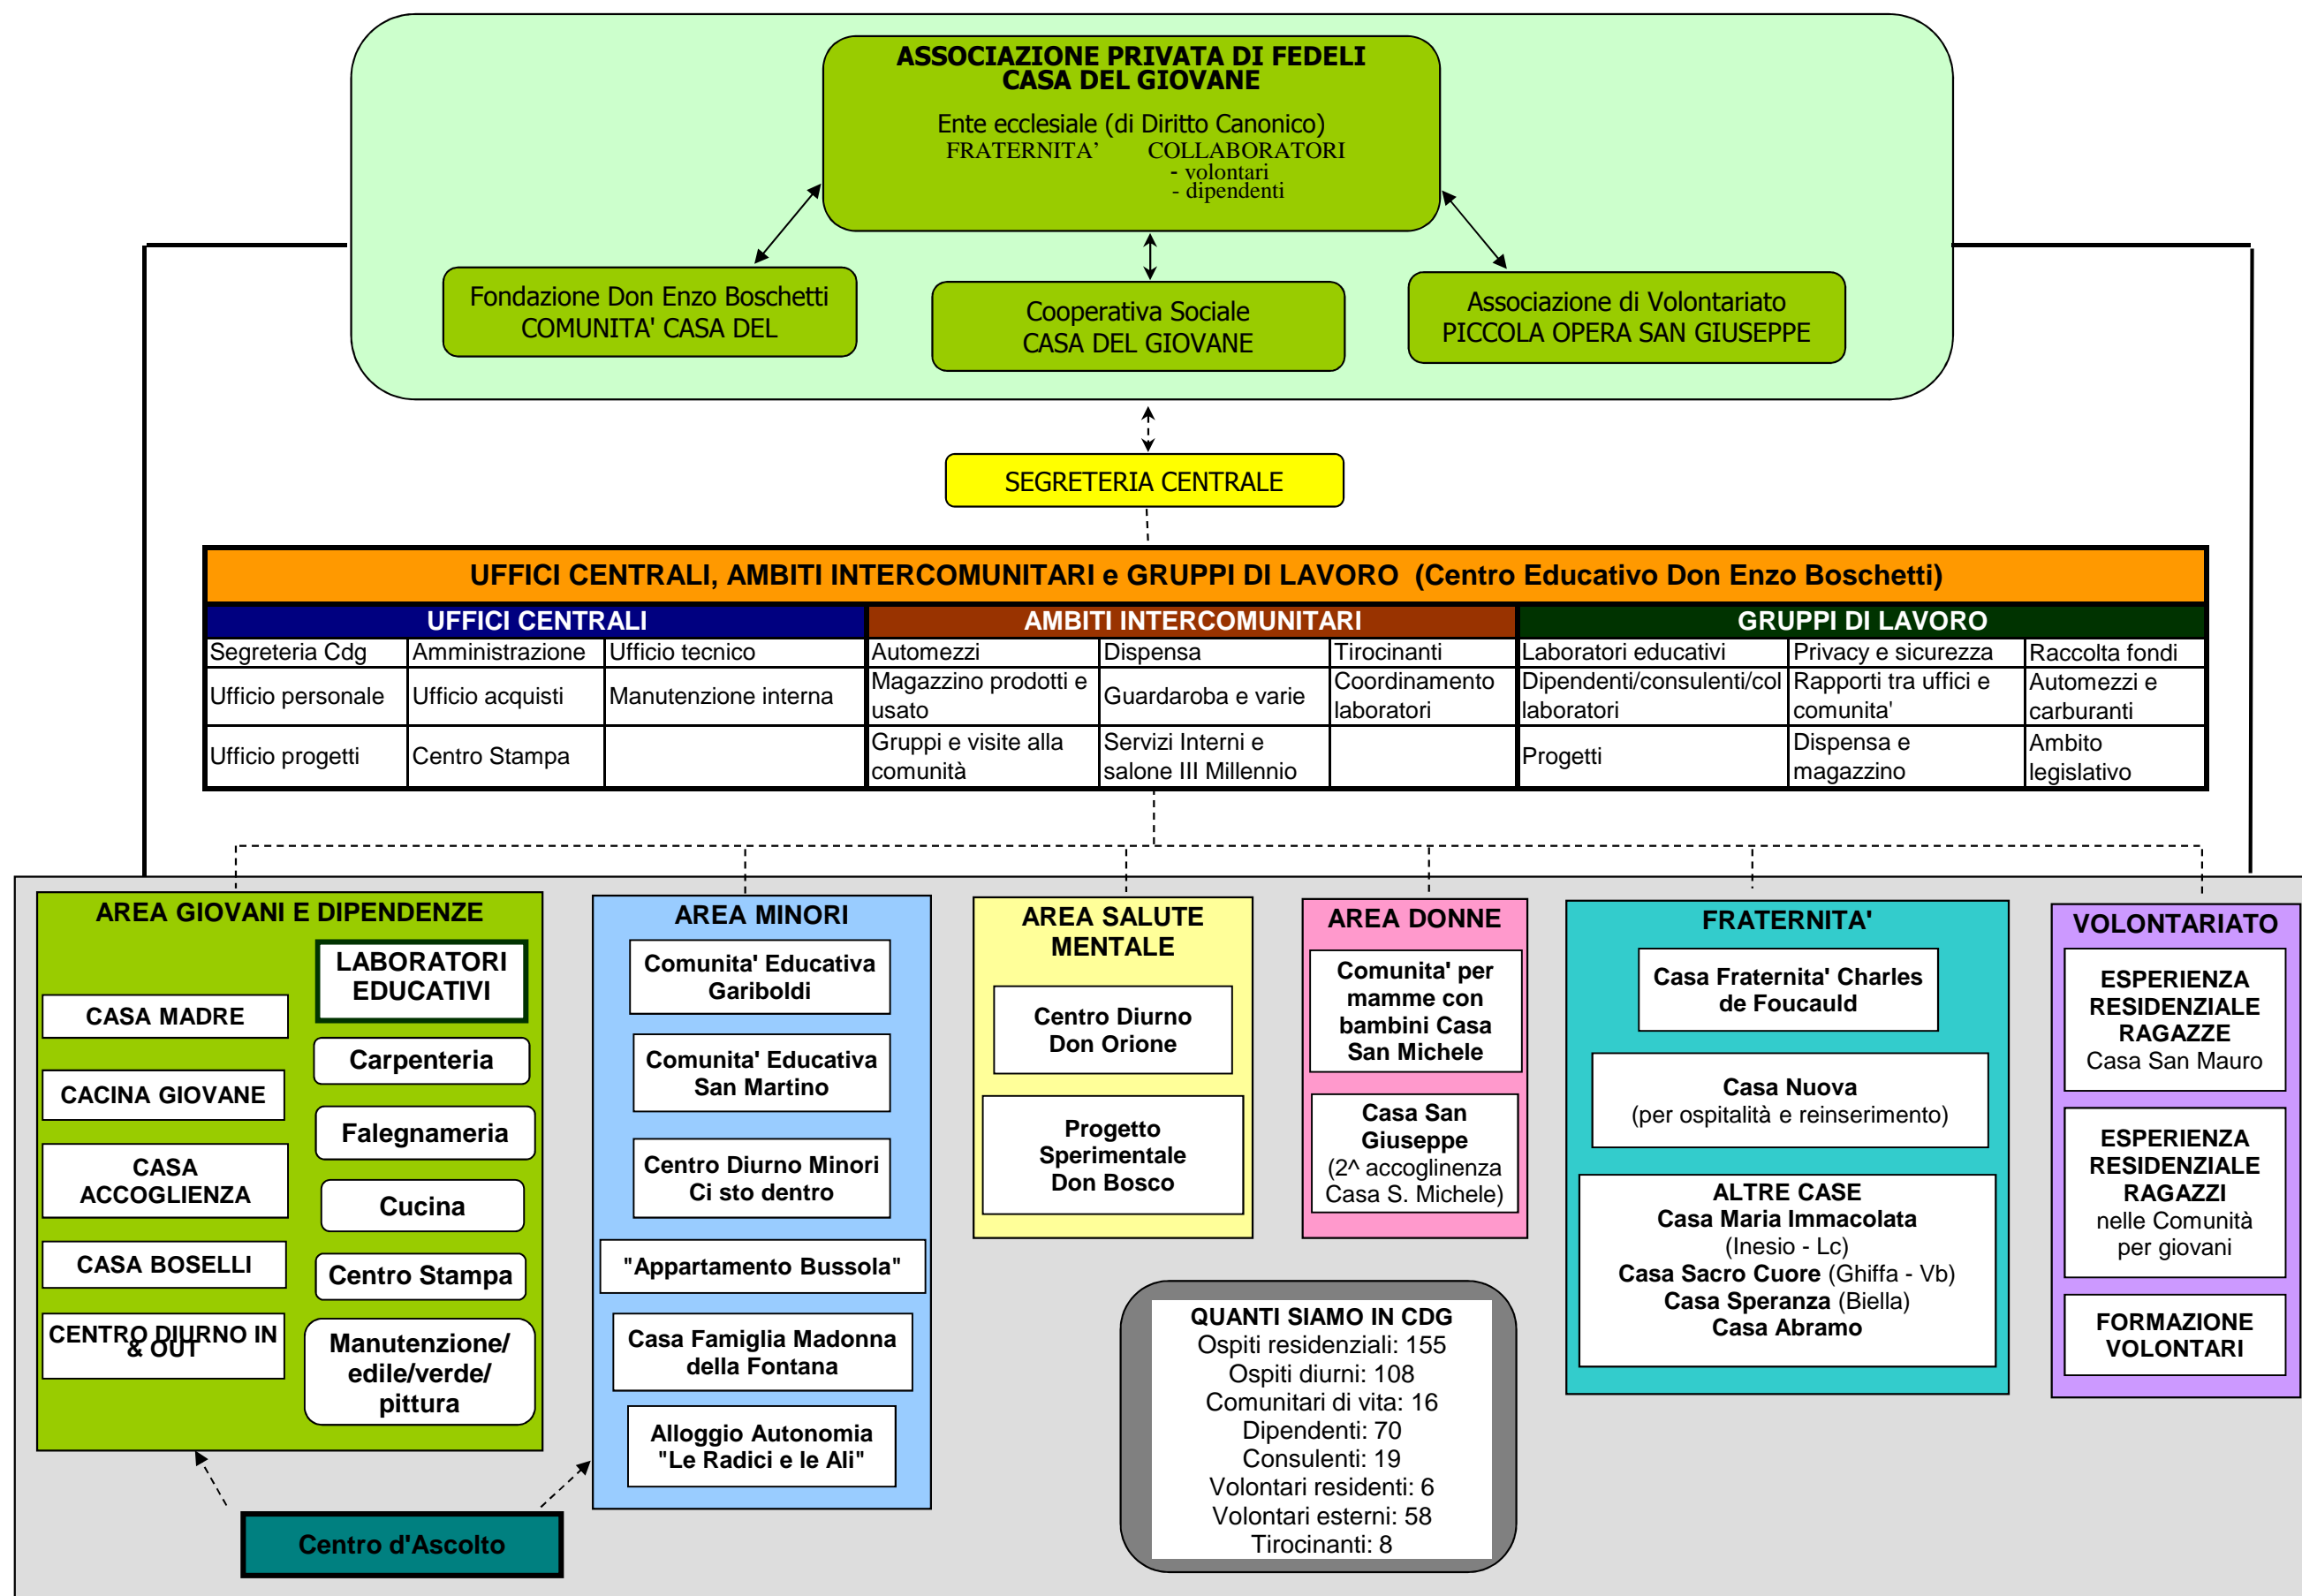 ASSOCIAZIONE PRIVATA DI FEDELI
CASA DEL GIOVANE
Ente ecclesiale (di Diritto Canonico)
FRATERNITA’ COLLABORATORI
- volontari
- dipendenti
Fondazione Don Enzo Boschetti
COMUNITA' CASA DEL
Cooperativa Sociale
CASA DEL GIOVANE
Associazione di Volontariato
PICCOLA OPERA SAN GIUSEPPE
SEGRETERIA CENTRALE
UFFICI CENTRALI, AMBITI INTERCOMUNITARI e GRUPPI DI LAVORO (Centro Educativo Don Enzo Boschetti)
UFFICI CENTRALI
Segreteria Cdg Amministrazione Ufficio tecnico
Ufficio personale Ufficio acquisti Manutenzione interna
Ufficio progetti Centro Stampa
AMBITI INTERCOMUNITARI
Automezzi Dispensa Tirocinanti
Magazzino prodotti e
usato
Guardaroba e varie
Coordinamento
laboratori
Gruppi e visite alla
comunità
Servizi Interni e
salone III Millennio
GRUPPI DI LAVORO
Laboratori educativi Privacy e sicurezza Raccolta fondi
Dipendenti/consulenti/col
laboratori
Rapporti tra uffici e
comunita'
Automezzi e
carburanti
Progetti
Dispensa e
magazzino
Ambito
legislativo
AREA GIOVANI E DIPENDENZE
CASA MADRE
CACINA GIOVANE
CASA
ACCOGLIENZA
CASA BOSELLI
CENTRO DIURNO IN
& OUT
LABORATORI
EDUCATIVI
Carpenteria
Falegnameria
Cucina
Centro Stampa
Manutenzione/
edile/verde/
pittura
AREA MINORI
Comunita' Educativa
Gariboldi
Comunita' Educativa
San Martino
Centro Diurno Minori
Ci sto dentro
"Appartamento Bussola"
Casa Famiglia Madonna
della Fontana
Alloggio Autonomia
"Le Radici e le Ali"
AREA SALUTE
MENTALE
Centro Diurno
Don Orione
Progetto
Sperimentale
Don Bosco
AREA DONNE
Comunita' per
mamme con
bambini Casa
San Michele
Casa San
Giuseppe
(2^ accoglinenza
Casa S. Michele)
FRATERNITA'
Casa Fraternita' Charles
de Foucauld
Casa Nuova
(per ospitalità e reinserimento)
ALTRE CASE
Casa Maria Immacolata
(Inesio - Lc)
Casa Sacro Cuore (Ghiffa - Vb)
Casa Speranza (Biella)
Casa Abramo
VOLONTARIATO
ESPERIENZA
RESIDENZIALE
RAGAZZE
Casa San Mauro
ESPERIENZA
RESIDENZIALE
RAGAZZI
nelle Comunità
per giovani
FORMAZIONE
VOLONTARI
QUANTI SIAMO IN CDG
Ospiti residenziali: 155
Ospiti diurni: 108
Comunitari di vita: 16
Dipendenti: 70
Consulenti: 19
Volontari residenti: 6
Volontari esterni: 58
Tirocinanti: 8
Centro d'Ascolto